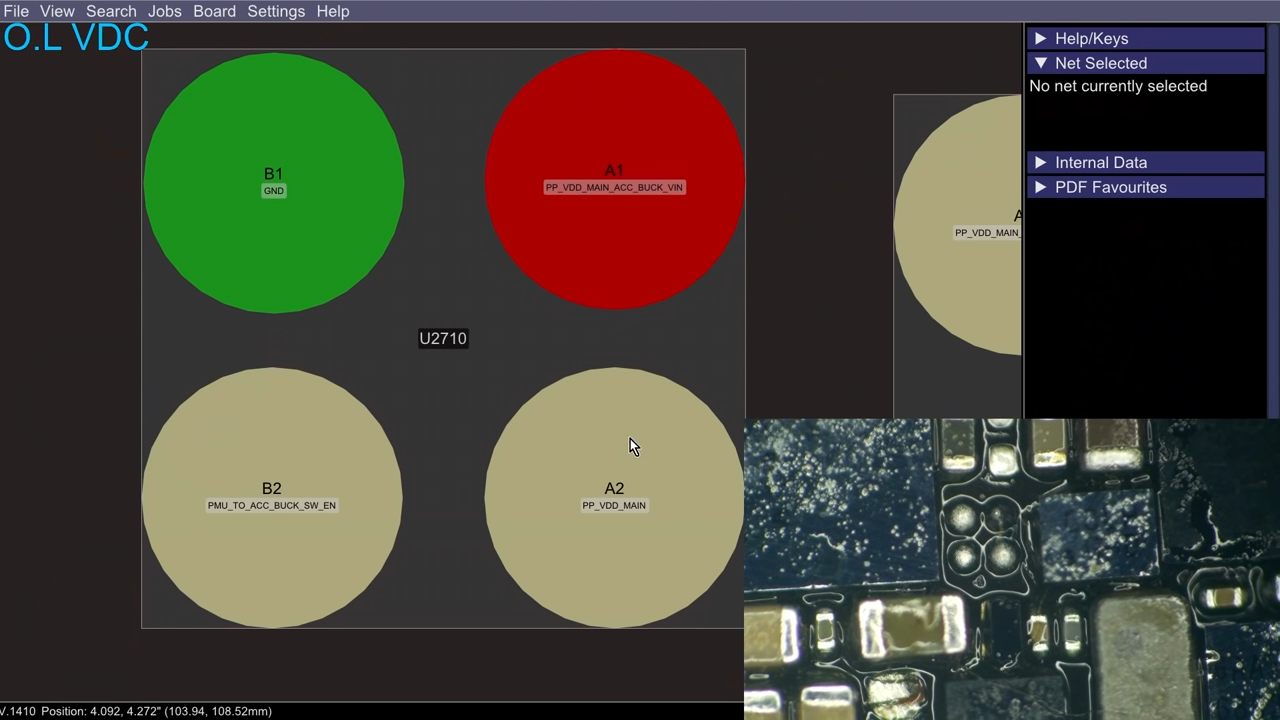 File View Search Jobs Board Settings Help
O.L VDC
B1
GND
A1
PP_VDD_MAIN_ACC_BUCK_VIN
U2710
B2
PMU_TO_ACC_BUCK_SW_EN
A2
PP_VDD_MAIN
A
PP_VDD_MAIN_
Help/Keys
Net Selected
No net currently selected
Internal Data
PDF Favourites
V.1410 Position: 4.092, 4.272" (103.94, 108.52mm)